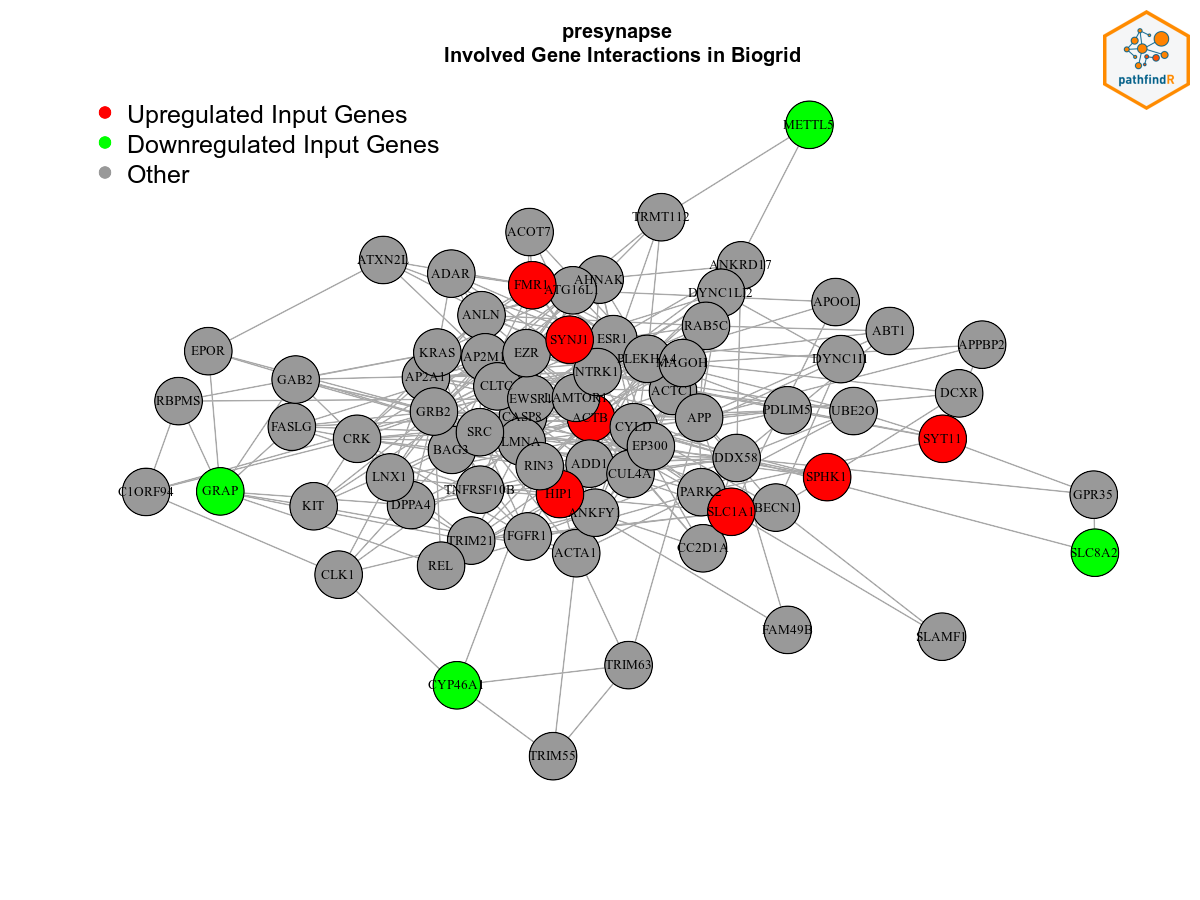 presynapse
Involved Gene Interactions in Biogrid
pathfindR
Upregulated Input Genes
Downregulated Input Genes
Other
METTL5
TRMT112
ACOT7
ATXN2L
ADAR
ANKRD17
FMR1
AHNAK
DYNC1LI2
APOOL
ANLN
RAB5C
ABT1
SYNJ1
ESR1
APPBP2
EPOR
KRAS
EZR
PLEKHA4
MAGOH
DYNC1I1
NTRK1
GAB2
AP2A1
CLTC
ACTC1
DCXR
RBPMS
EWSR1
LAMTOR1
GRB2
ACTB
APP
PDLIM5
UBE2O
FASLG
CASP8
CYLD
CRK
SRC
LMNA
EP300
SYT11
BAG3
RIN3
ADD1
DDX58
CUL4A
LNX1
SPHK1
C1ORF94
GRAP
TNFRSF10B
HIP1
PARK2
GPR35
KIT
DPPA4
SLC1A1
BECN1
TRIM21
FGFR1
CC2D1A
ACTA1
SLC8A2
REL
CLK1
FAM49B
SLAMF1
TRIM63
CYP46A1
TRIM55